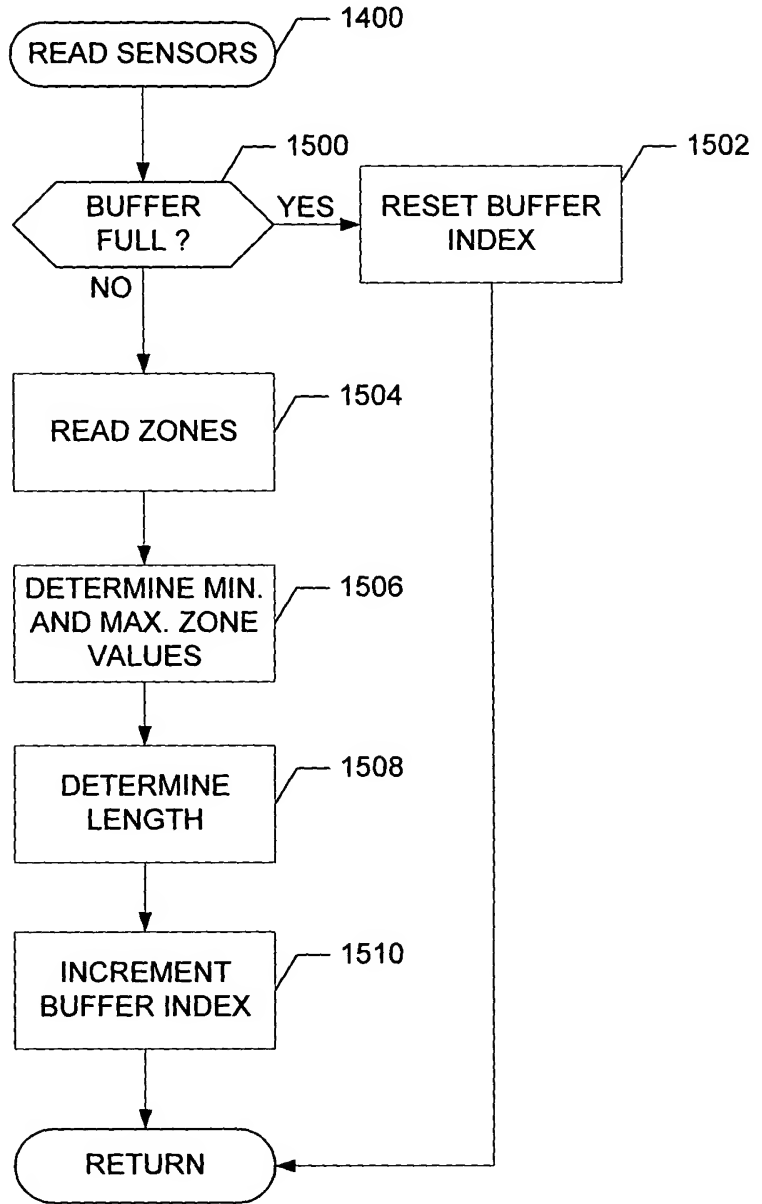 READ SENSORS
1400
1500
BUFFER
FULL ?
YES
NO
1502
RESET BUFFER
INDEX
1504
READ ZONES
1506
DETERMINE MIN.
AND MAX. ZONE
VALUES
1508
DETERMINE
LENGTH
1510
INCREMENT
BUFFER INDEX
RETURN